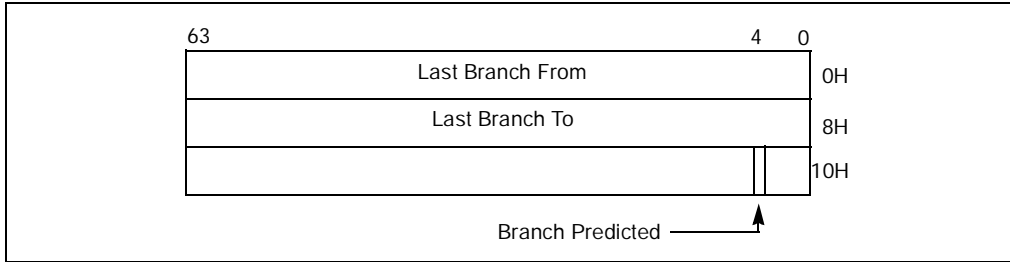 63 4 0
Last Branch From 0H
Last Branch To 8H
10H
Branch Predicted